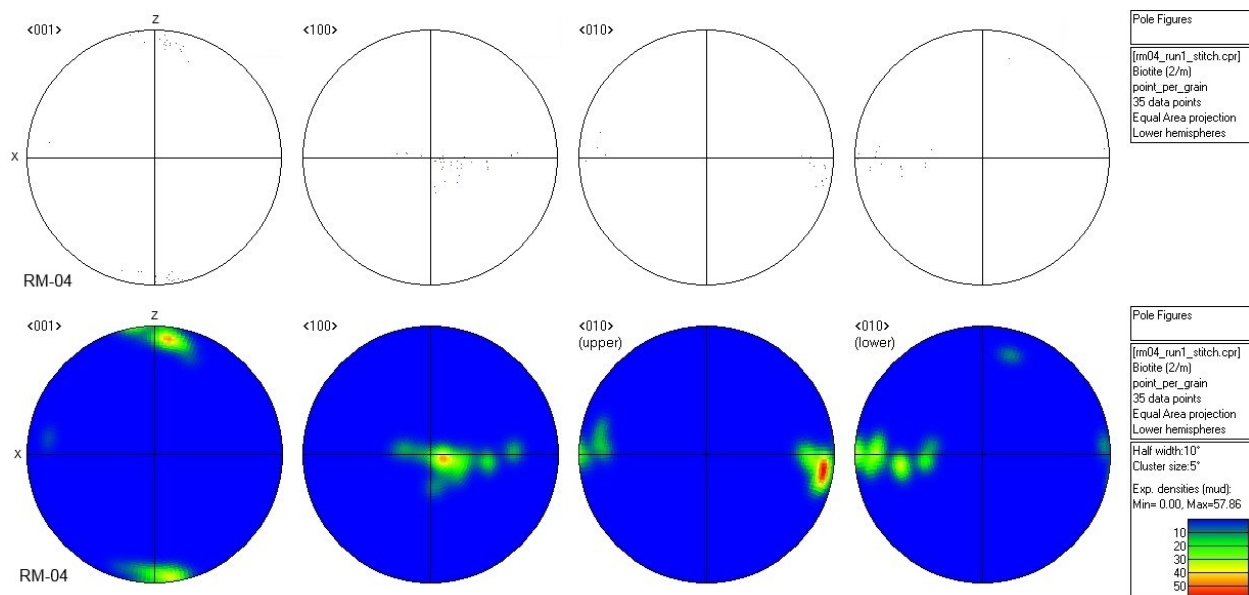 Z
<001>
<100>
<010>
X
RM-04
Pole Figures
[rm04_run1_stitch.cpr]
Biotite (2/m)
point_per_grain
35 data points
Equal Area projection
Lower hemispheres
Z
<001>
<100>
<010>
(upper)
<010>
(lower)
X
RM-04
Pole Figures
[rm04_run1_stitch.cpr]
Biotite (2/m)
point_per_grain
35 data points
Equal Area projection
Lower hemispheres
Half width:10°
Cluster size:5°
Exp. densities (mud):
Min= 0.00, Max=57.86
10
20
30
40
50